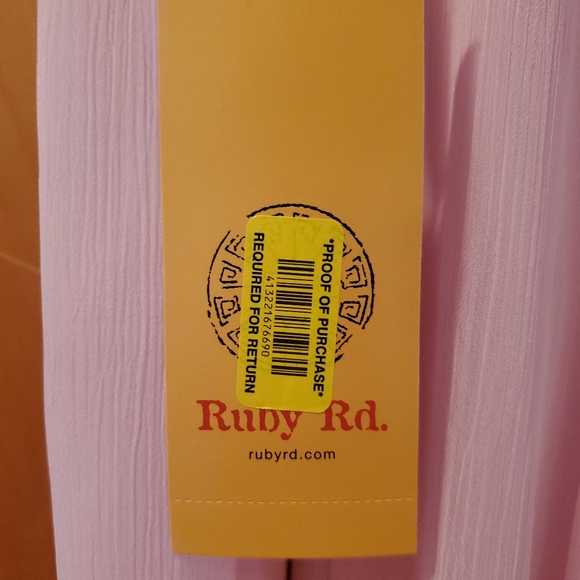 *PROOF OF PURCHASE*
413221676690
REQUIRED FOR RETURN
Ruby Rd.
rubyrd.com